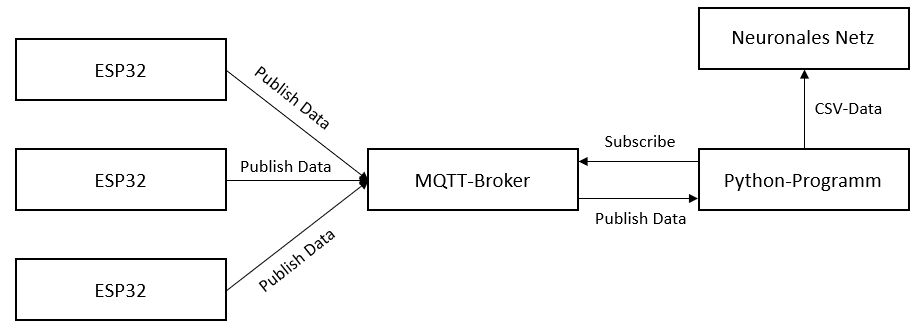 Neuronales Netz
ESP32
Publish Data
CSV-Data
Subscribe
ESP32
Publish Data
MQTT-Broker
Python-Programm
Publish Data
Publish Data
ESP32